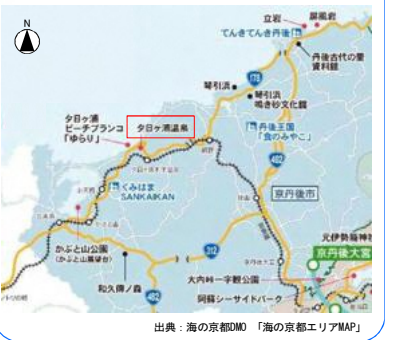 N
立岩
屏風岩
てんきてんき丹後
丹後古代の里
資料館
琴引浜
178
琴引浜
鳴き砂文化館
夕日ヶ浦
ビーチブランコ
「ゆらり」
夕日ヶ浦温泉
丹後王国
「食のみやこ」
網野
482
くみはま
SANKAIKAN
京丹後市
かぶと山公園
(かぶと山展望台)
312
元伊勢籠神社
京丹後大宮
大内峠一字観公園
和久傳ノ森
482
阿蘇シーサイドパーク
出典:海の京都DMO 「海の京都エリアMAP」